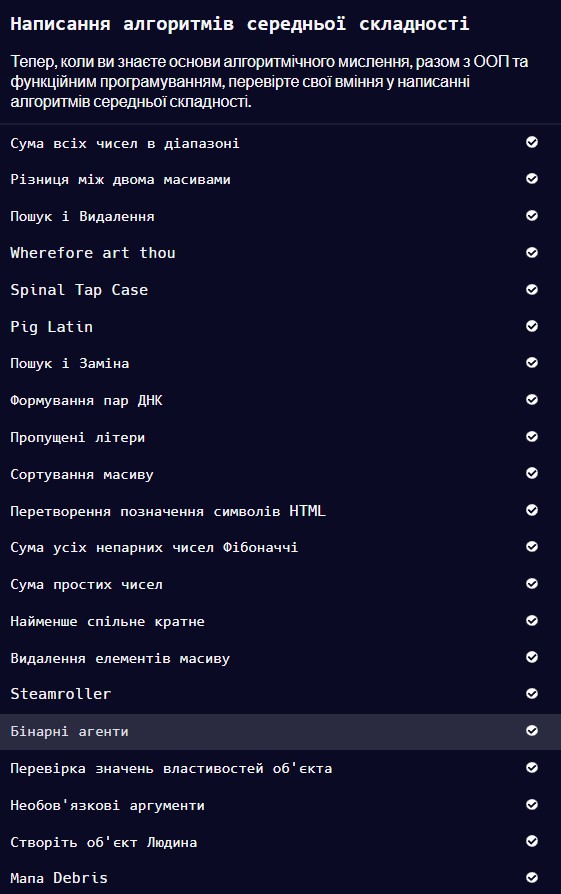 Написання алгоритмів середньої складності
Тепер, коли ви знаєте основи алгоритмічного мислення, разом з ООП та
функційним програмуванням, перевірте свої вміння у написанні
алгоритмів середньої складності.
Сума всіх чисел в діапазоні
Різниця між двома масивами
Пошук і Видалення
Wherefore art thou
Spinal Tap Case
Pig Latin
Пошук і Заміна
Формування пар ДНК
Пропущені літери
Сортування масиву
Перетворення позначення символів HTML
Сума усіх непарних чисел Фібоначчі
Сума простих чисел
Найменше спільне кратне
Видалення елементів масиву
Steamroller
Бінарні агенти
Перевірка значень властивостей об'єкта
Необов'язкові аргументи
Створіть об'єкт Людина
Мапа Debris